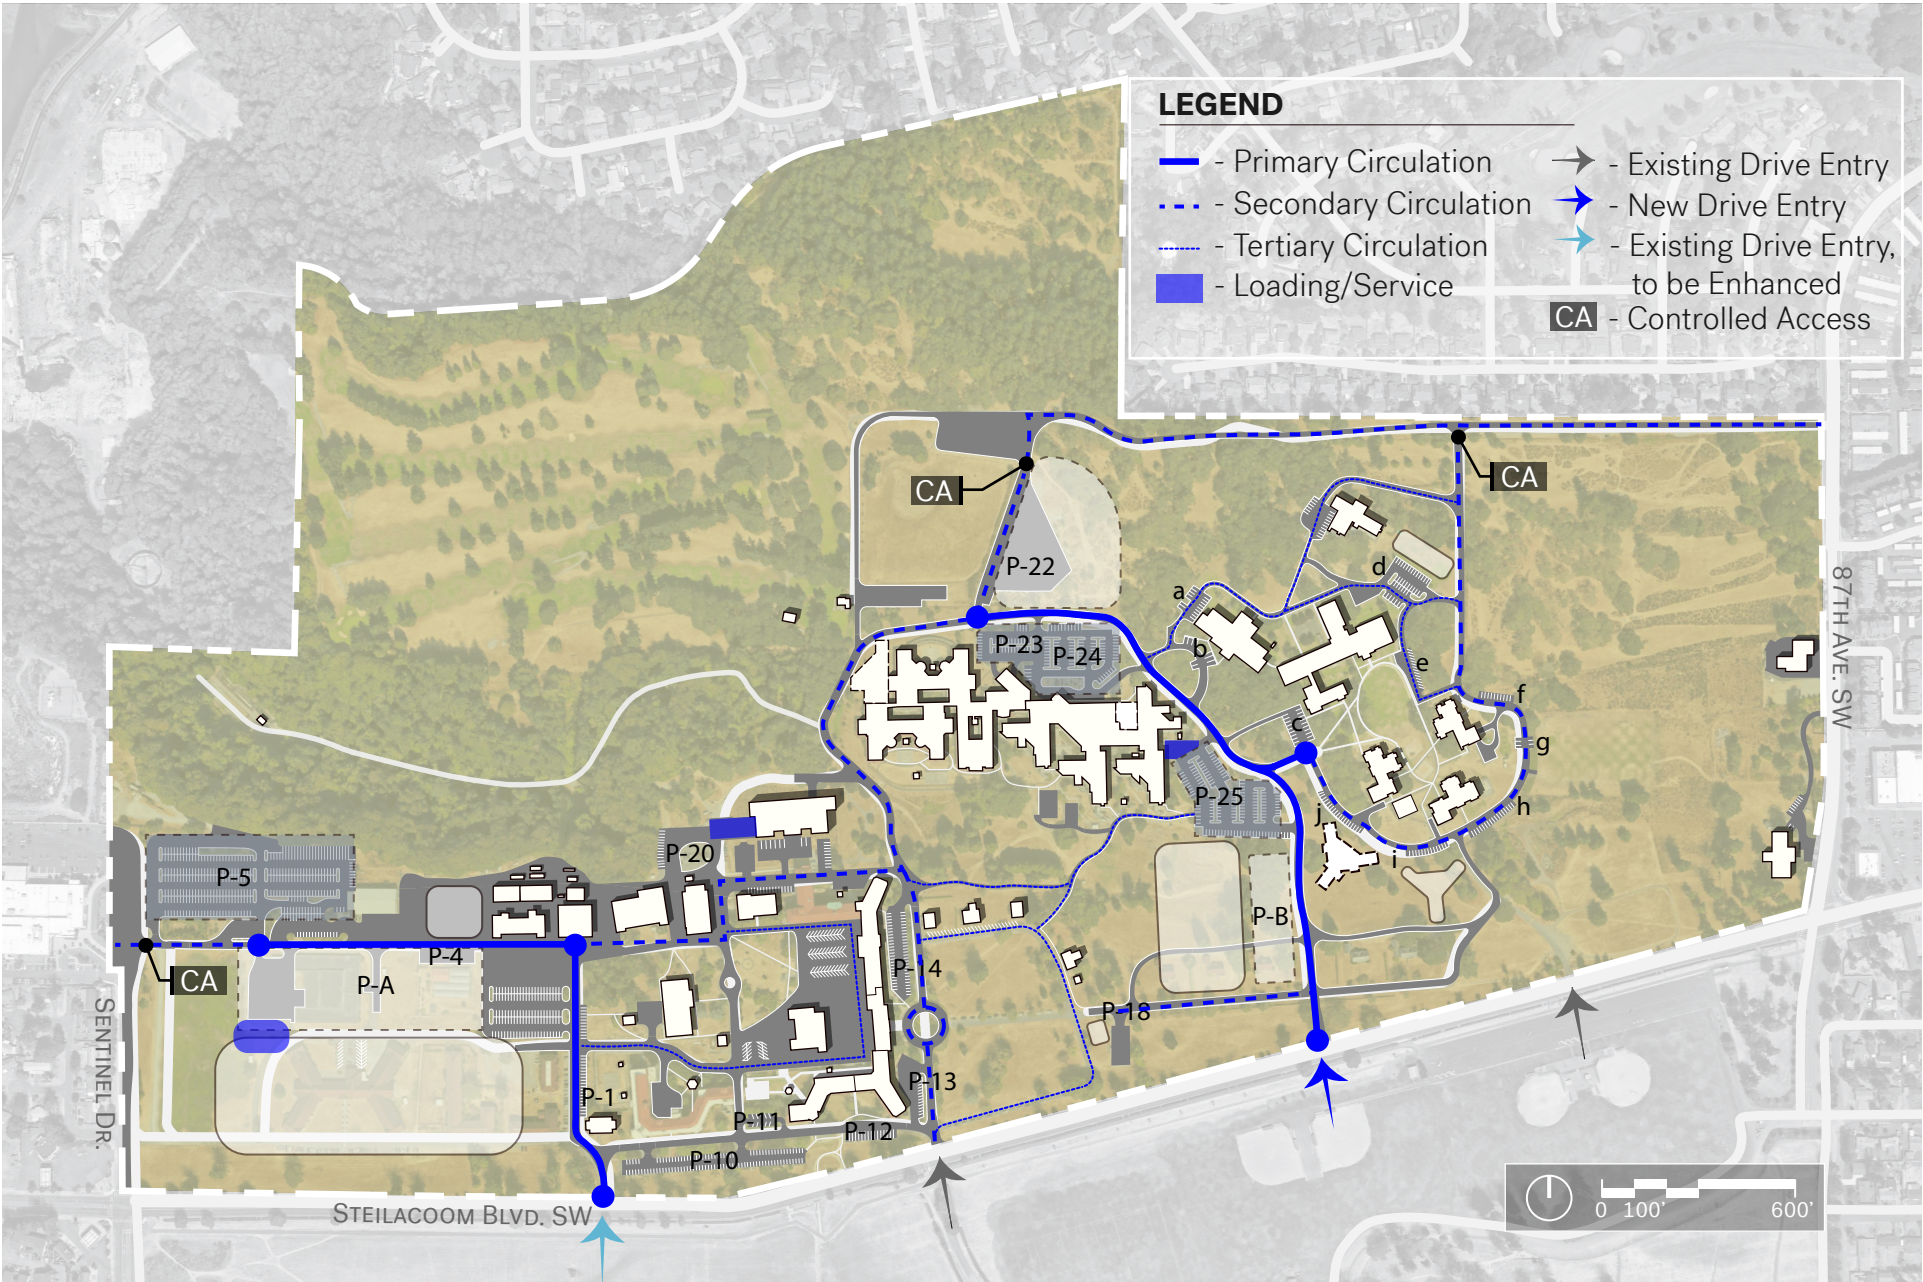 LEGEND
- Primary Circulation
- Secondary Circulation
- Tertiary Circulation
- Loading/Service
- Existing Drive Entry
- New Drive Entry
- Existing Drive Entry,
to be Enhanced
CA - Controlled Access
CA
CA
P-22
d
a
P-23
P-24
b
e
f
c
g
87TH AVE. SW
P-25
h
j
i
P-20
P-5
P-B
P-4
P-A
CA
P-14
P-18
SENTINEL DR.
P-1
P-13
P-11
P-12
P-10
STEILACOOM BLVD. SW
0 100' 600'